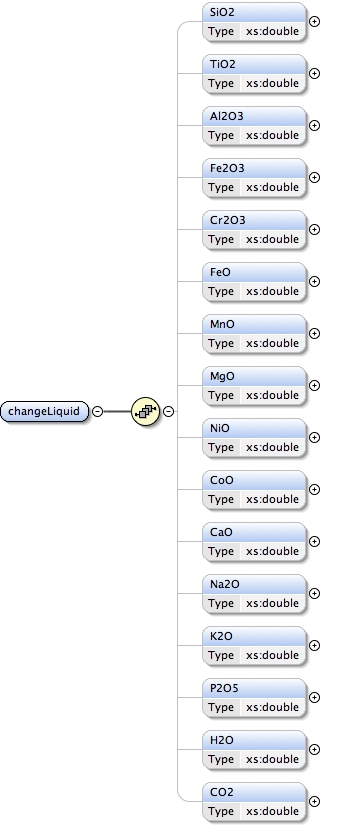 SiO2
Type xs:double
TiO2
Type xs:double
Al2O3
Type xs:double
Fe2O3
Type xs:double
Cr2O3
Type xs:double
FeO
Type xs:double
MnO
Type xs:double
MgO
Type xs:double
changeLiquid
NiO
Type xs:double
CoO
Type xs:double
CaO
Type xs:double
Na2O
Type xs:double
K2O
Type xs:double
P2O5
Type xs:double
H2O
Type xs:double
CO2
Type xs:double